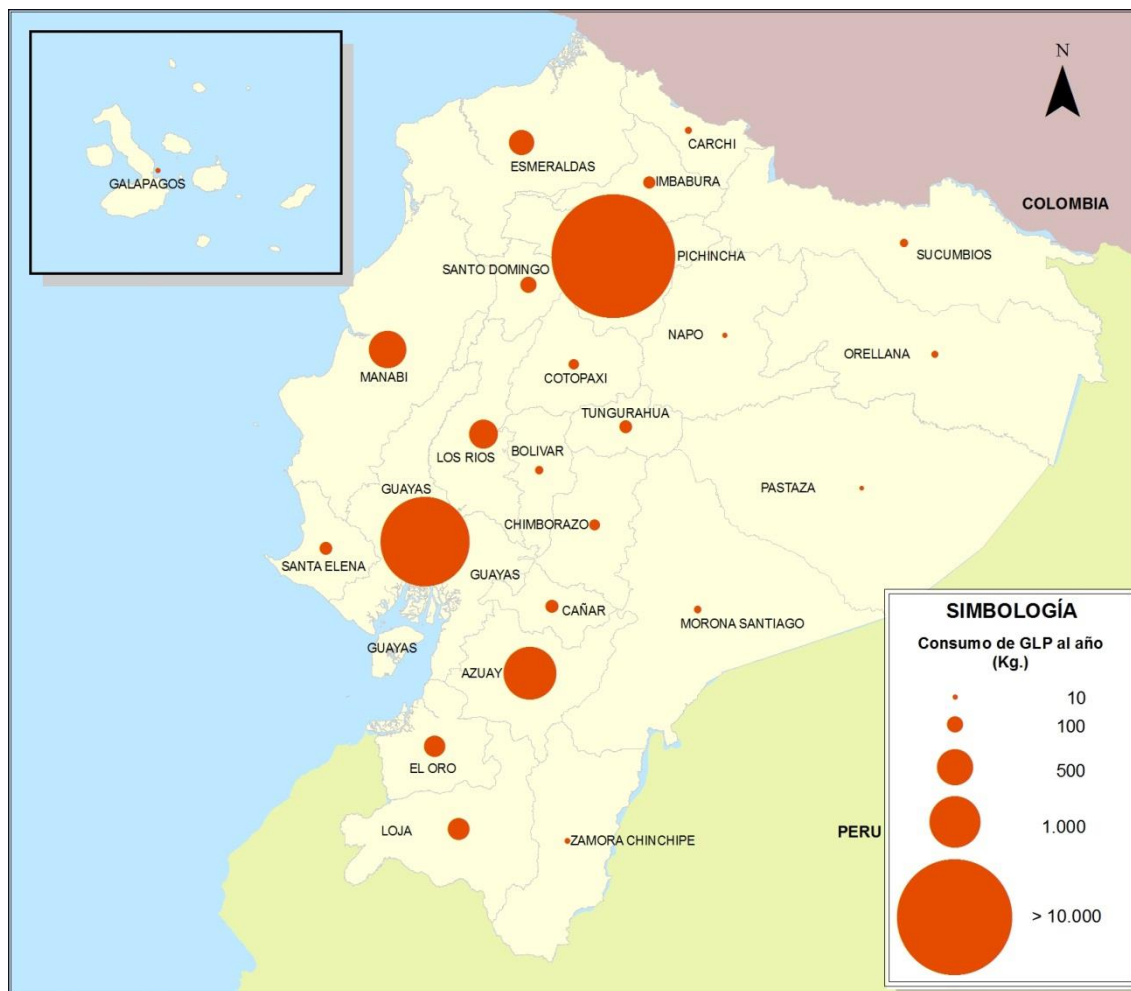 N
CARCHI
ESMERALDAS
IMBABURA
GALAPAGOS
COLOMBIA
PICHINCHA
SUCUMBIOS
SANTO DOMINGO
NAPO
ORELLANA
MANABI
COTOPAXI
TUNGURAHUA
LOS RIOS
BOLIVAR
GUAYAS
PASTAZA
CHIMBORAZO
SANTA ELENA
GUAYAS
CAÑAR
MORONA SANTIAGO
GUAYAS
AZUAY
EL ORO
LOJA
ZAMORA CHINCHIPE
PERU
SIMBOLOGÍA
Consumo de GLP al año
(Kg.)
10
100
500
1.000
> 10.000